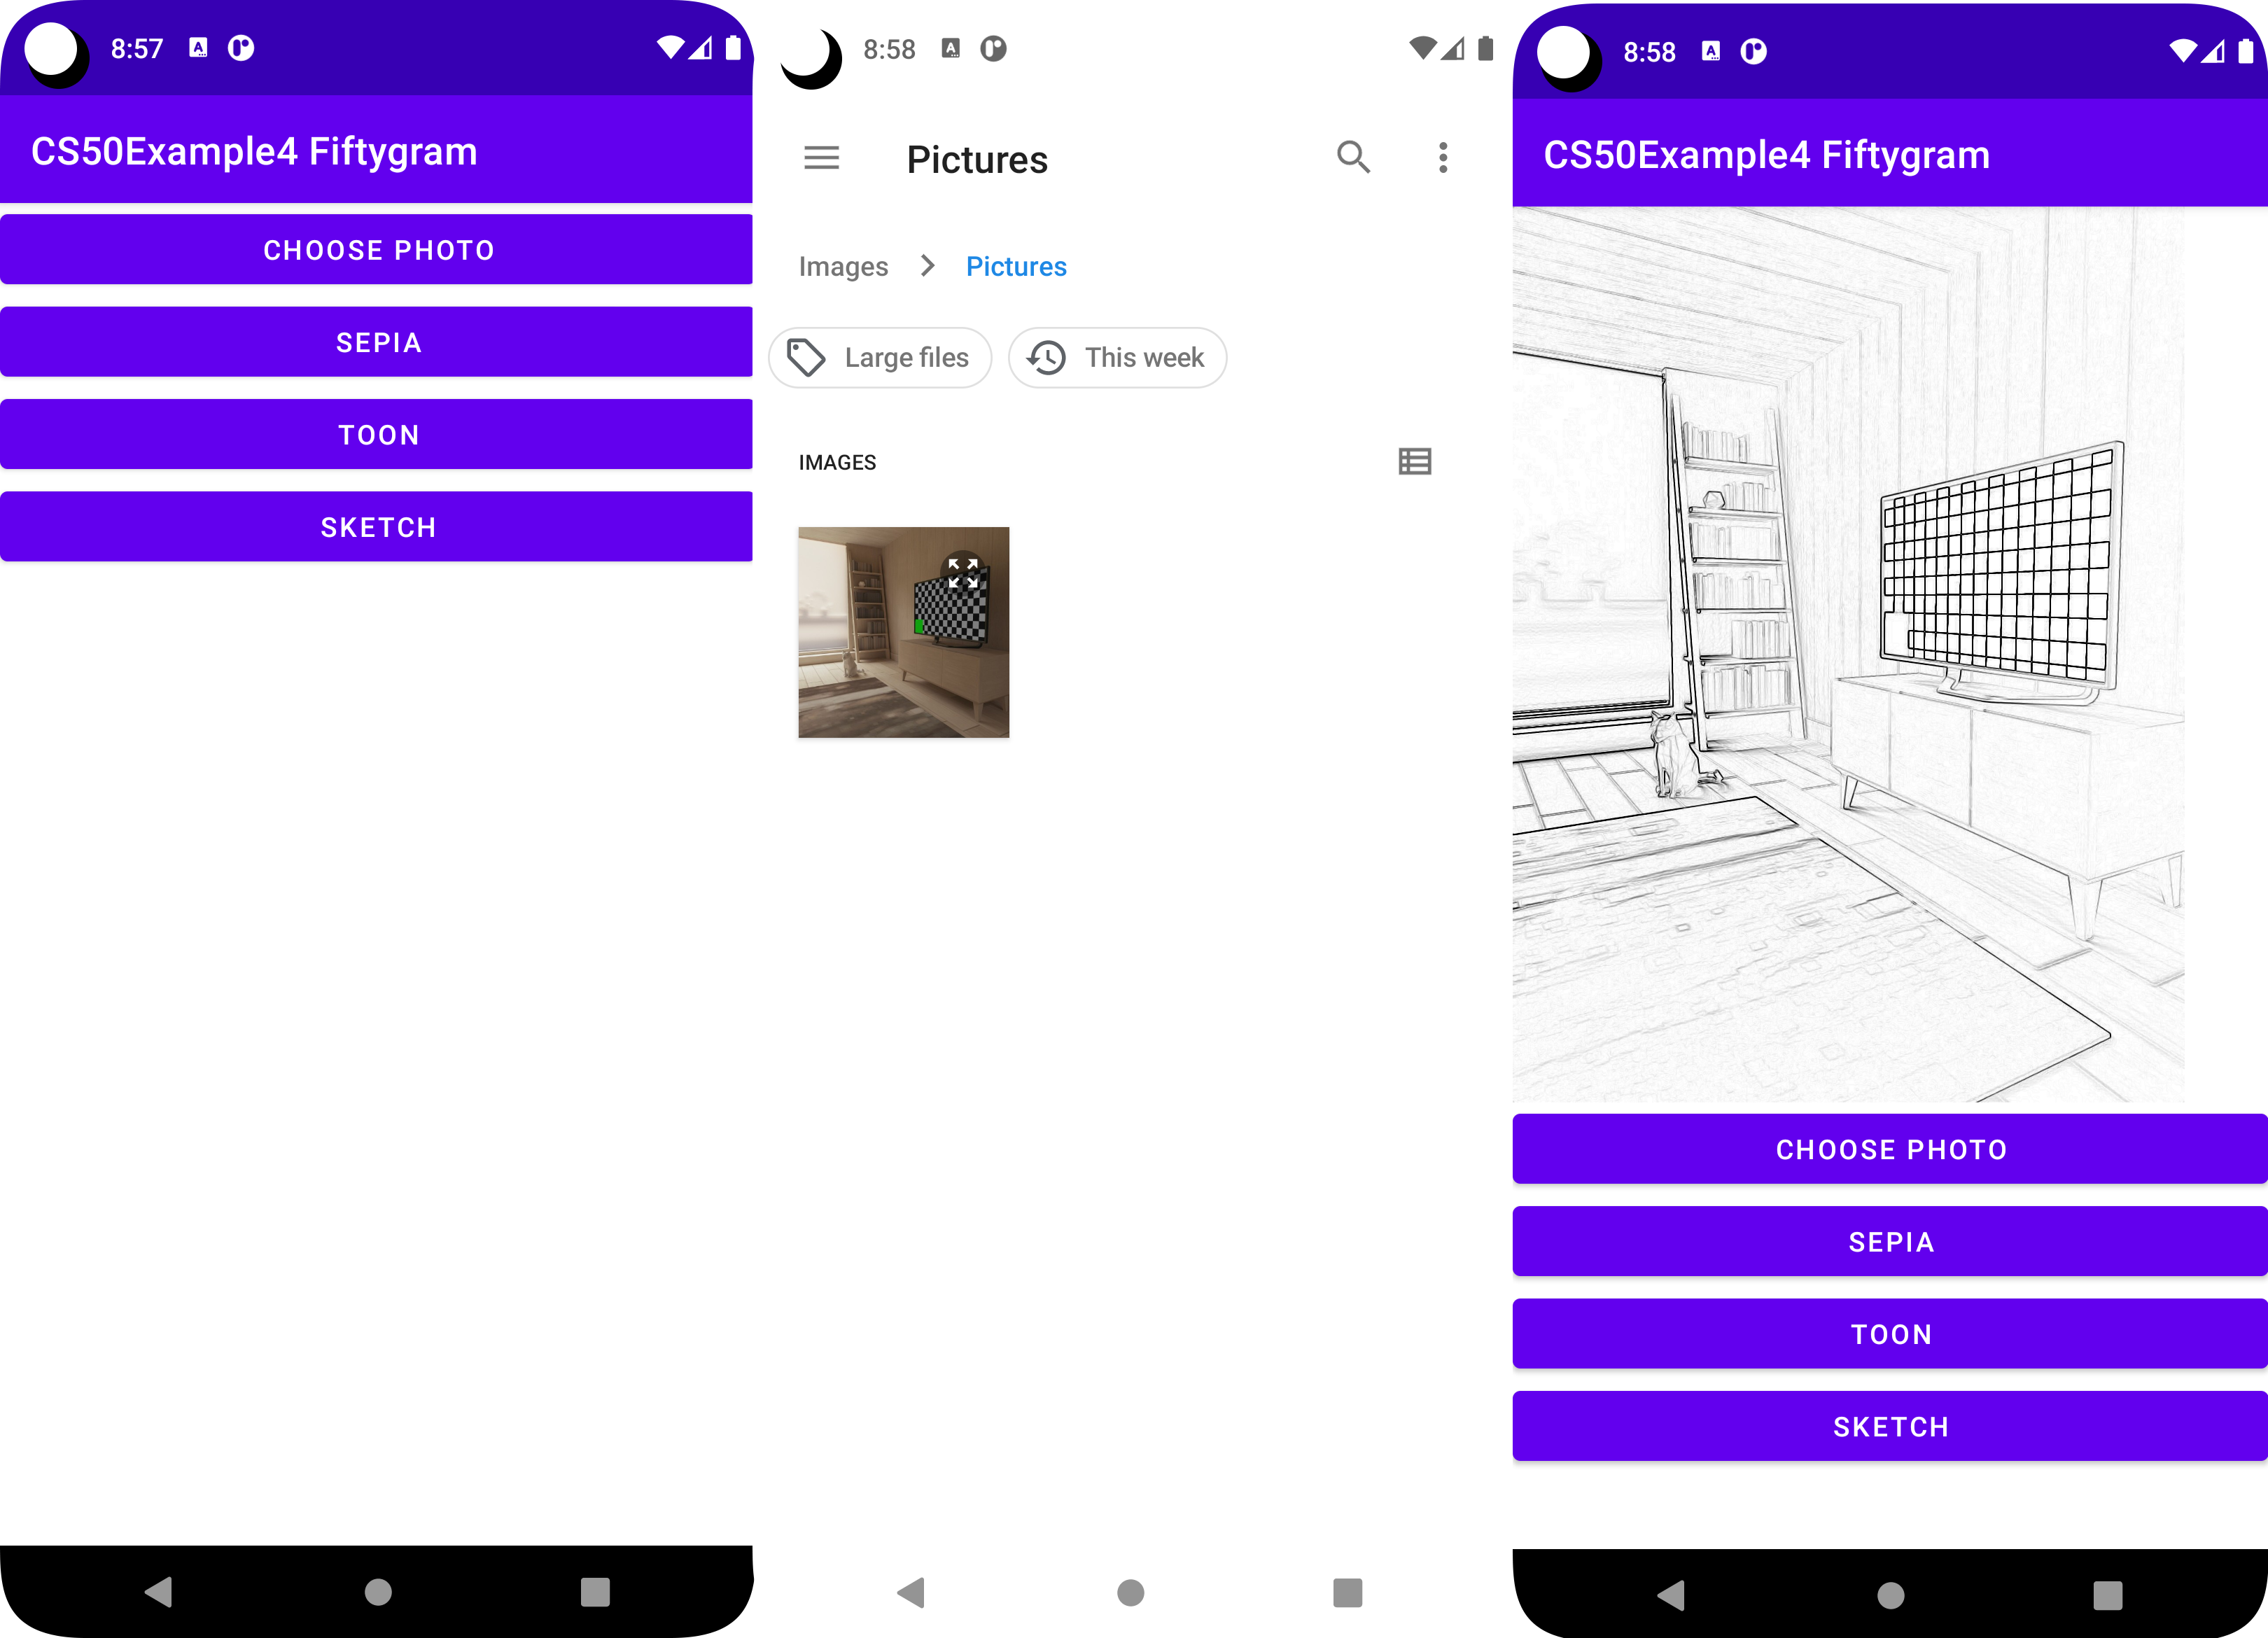 8:57
CS50Example4 Fiftygram
CHOOSE PHOTO
SEPIA
TOON
SKETCH
8:58
Pictures
Images
Pictures
Large files
This week
IMAGES
8:58
CS50Example4 Fiftygram
CHOOSE PHOTO
SEPIA
TOON
SKETCH